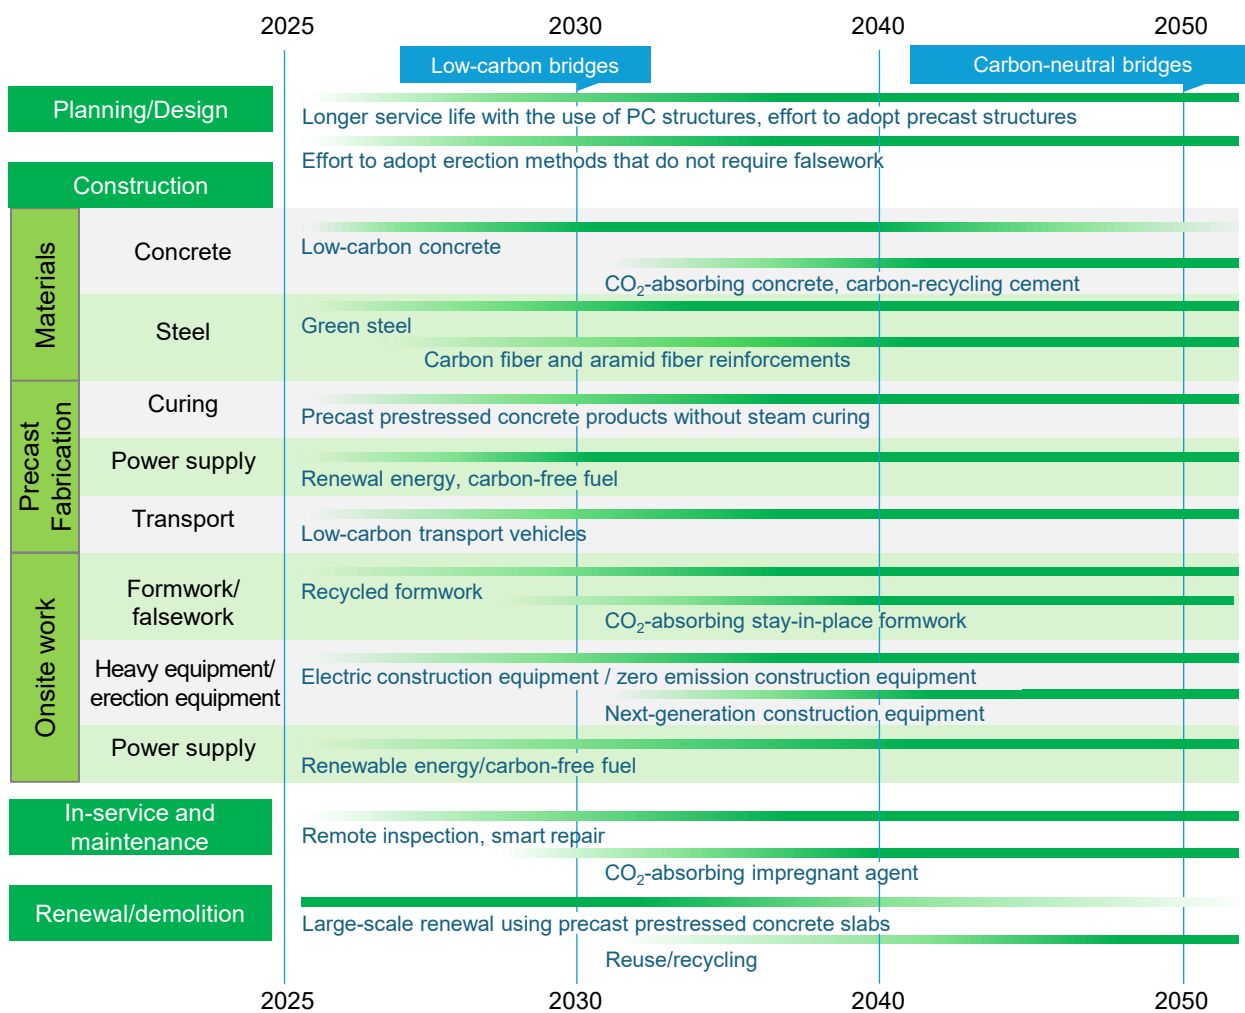 2025 2030 2040 2050
Low-carbon bridges
Carbon-neutral bridges
Planning/Design
Longer service life with the use of PC structures, effort to adopt precast structures
Effort to adopt erection methods that do not require falsework
Construction
Materials
Concrete
Low-carbon concrete
CO₂-absorbing concrete, carbon-recycling cement
Steel
Green steel
Carbon fiber and aramid fiber reinforcements
Precast
Fabrication
Curing
Precast prestressed concrete products without steam curing
Power supply
Renewal energy, carbon-free fuel
Transport
Low-carbon transport vehicles
Onsite work
Formwork/
falsework
Recycled formwork
CO₂-absorbing stay-in-place formwork
Heavy equipment/
erection equipment
Electric construction equipment / zero emission construction equipment
Next-generation construction equipment
Power supply
Renewable energy/carbon-free fuel
In-service and
maintenance
Remote inspection, smart repair
CO₂-absorbing impregnant agent
Renewal/demolition
Large-scale renewal using precast prestressed concrete slabs
Reuse/recycling
2025 2030 2040 2050